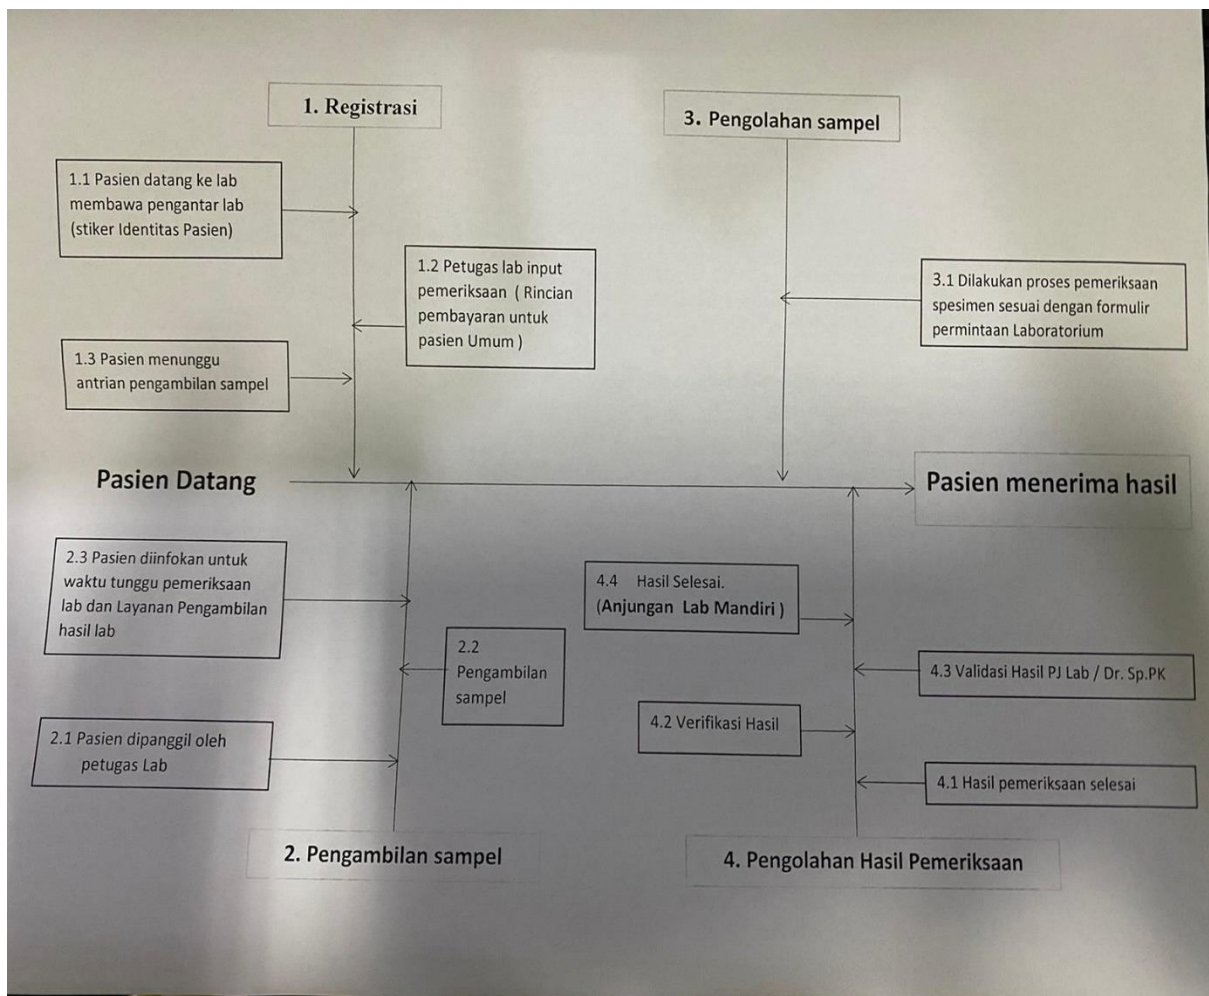 1. Registrasi
1.1 Pasien datang ke lab
membawa pengantar lab
(stiker Identitas Pasien)
1.2 Petugas lab input
pemeriksaan ( Rincian
pembayaran untuk
pasien Umum )
1.3 Pasien menunggu
antrian pengambilan sampel
3. Pengolahan sampel
3.1 Dilakukan proses pemeriksaan
spesimen sesuai dengan formulir
permintaan Laboratorium
Pasien Datang
Pasien menerima hasil
2.3 Pasien diinfokan untuk
waktu tunggu pemeriksaan
lab dan Layanan Pengambilan
hasil lab
2.2
Pengambilan
sampel
2.1 Pasien dipanggil oleh
petugas Lab
2. Pengambilan sampel
4.4 Hasil Selesai.
(Anjungan Lab Mandiri )
4.3 Validasi Hasil PJ Lab / Dr. Sp.PK
4.2 Verifikasi Hasil
4.1 Hasil pemeriksaan selesai
4. Pengolahan Hasil Pemeriksaan